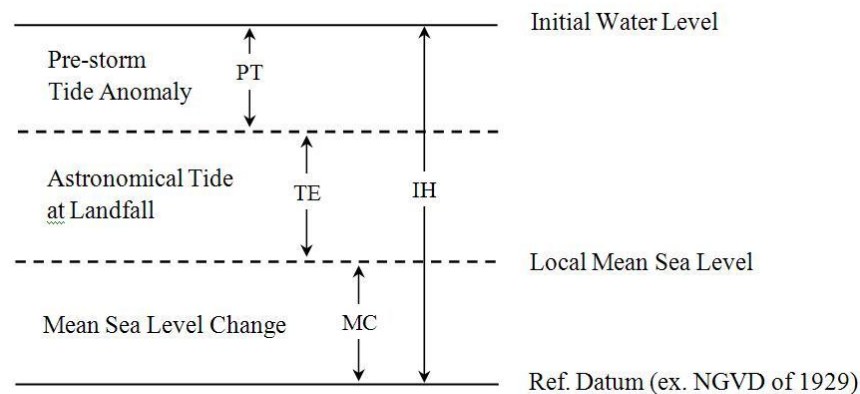 Initial Water Level
Pre-storm
Tide Anomaly
PT
Astronomical Tide
at Landfall
TE
IH
Local Mean Sea Level
Mean Sea Level Change
MC
Ref. Datum (ex. NGVD of 1929)